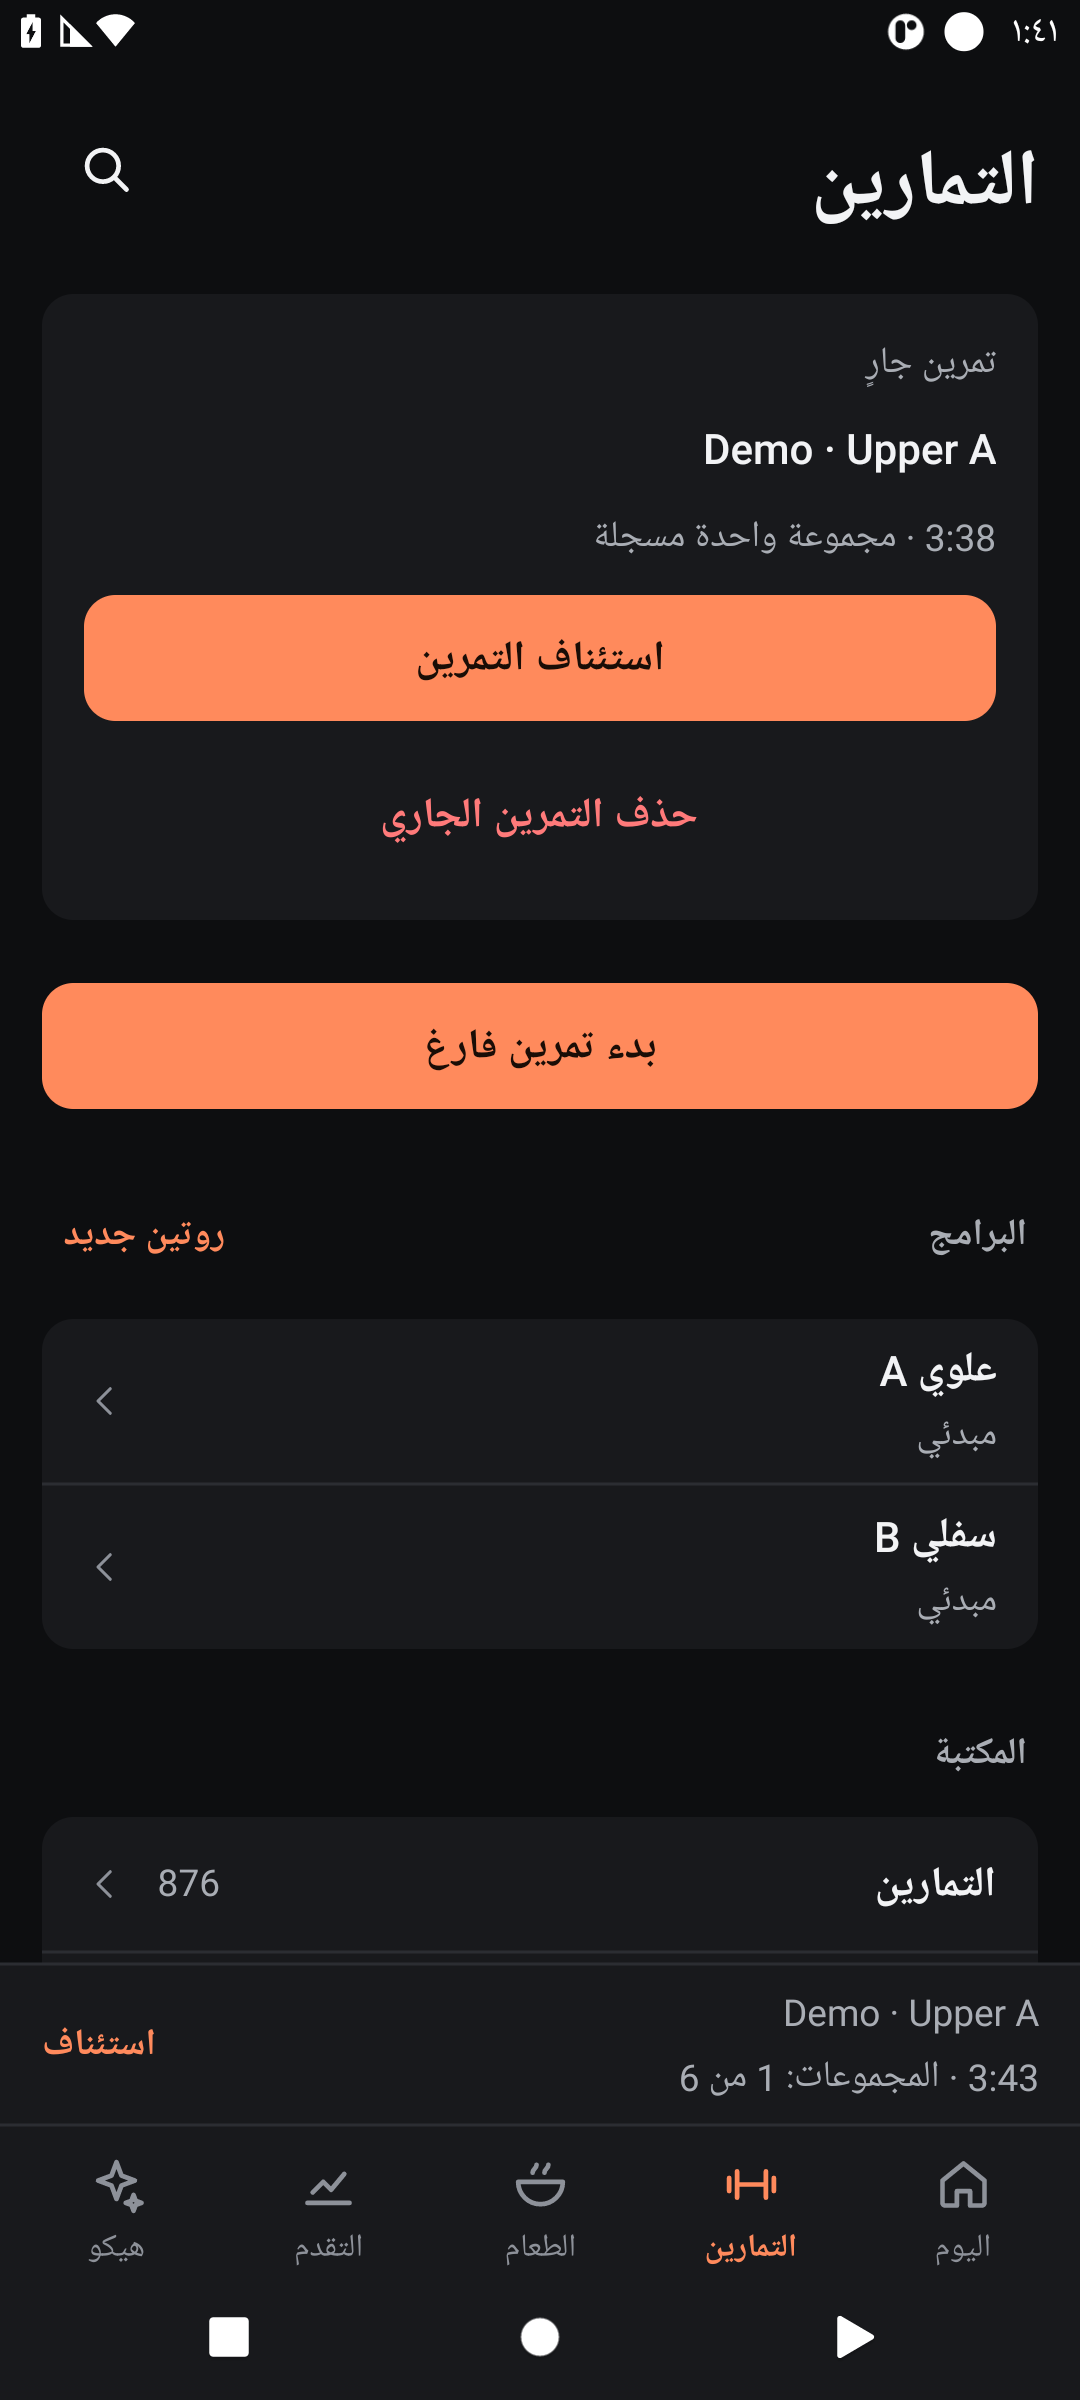 ١:٤١
التمارين
تمرين جارٍ
Demo · Upper A
3:38 · مجموعة واحدة مسجلة
استئناف التمرين
حذف التمرين الجاري
بدء تمرين فارغ
البرامج
روتين جديد
علوي A
مبدئي
سفلي B
مبدئي
المكتبة
التمارين
876
Demo · Upper A
3:43 · المجموعات: 1 من 6
استئناف
اليوم
التمارين
الطعام
التقدم
هيكو